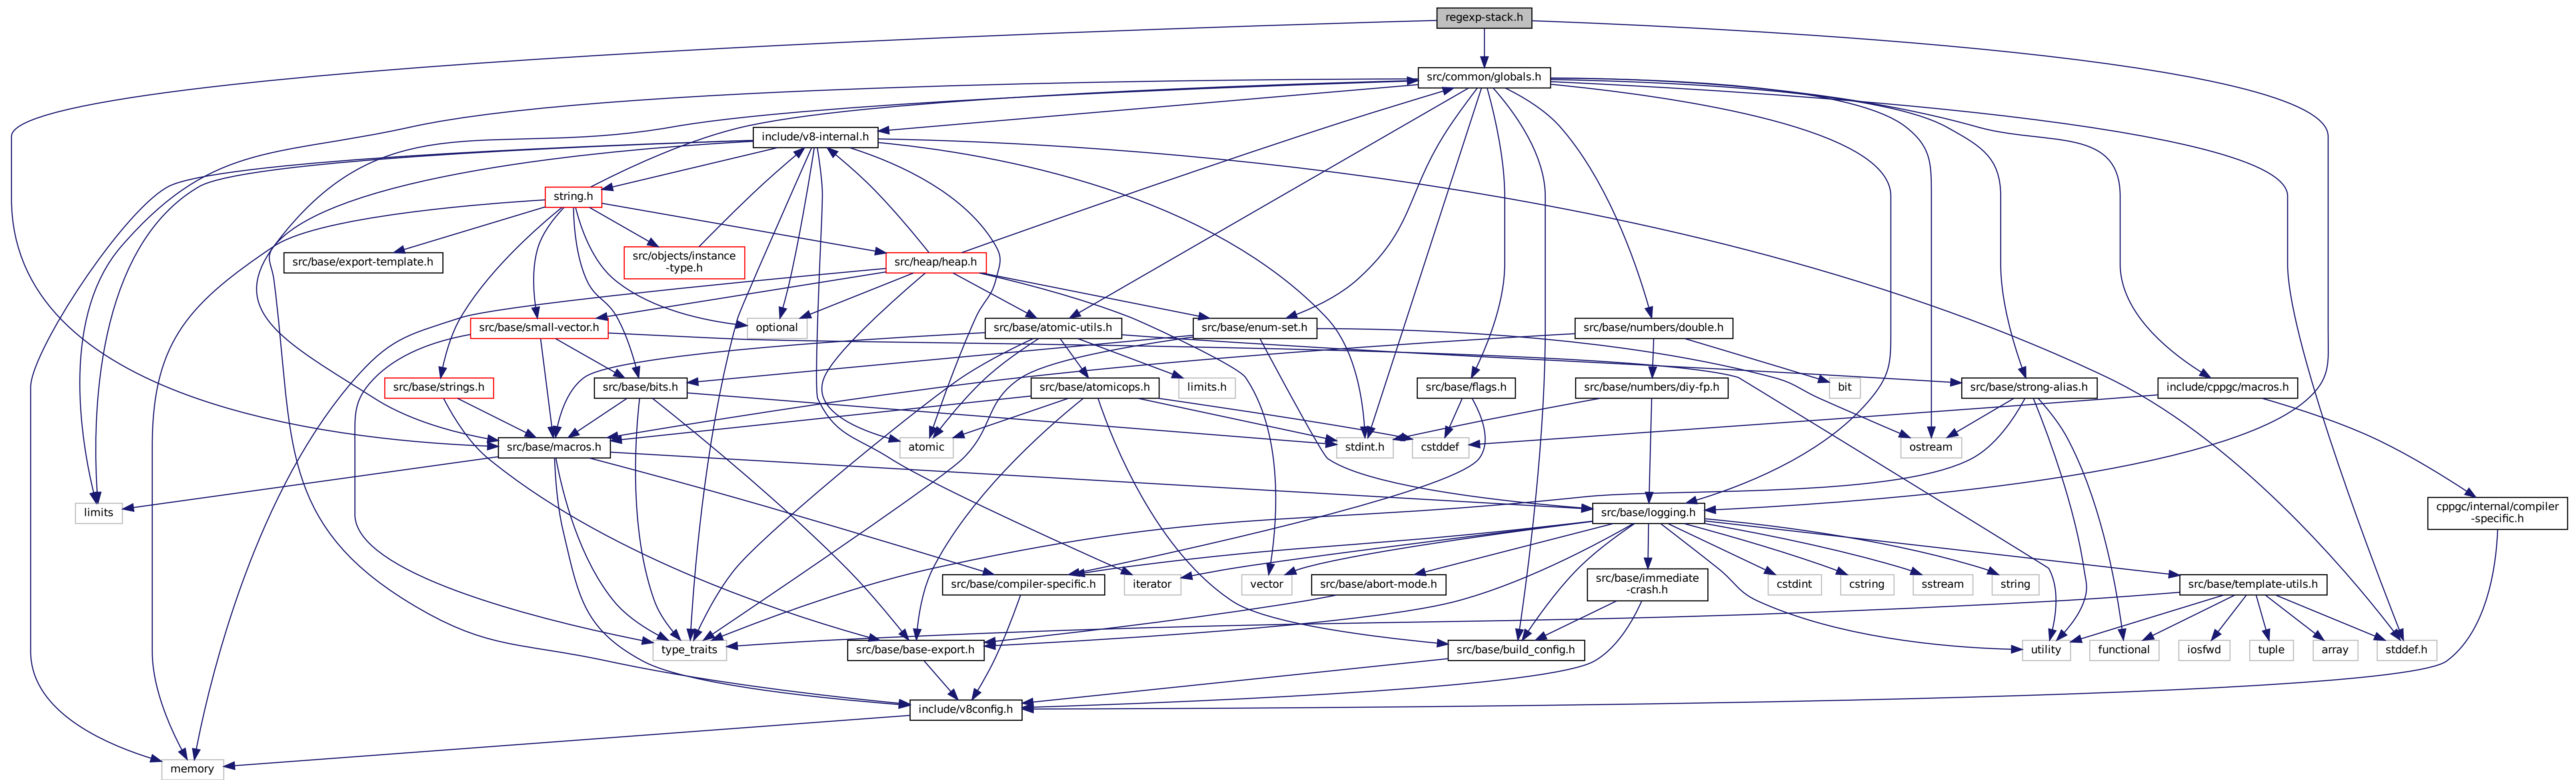 regexp-stack.h
src/common/globals.h
include/v8-internal.h
string.h
src/base/export-template.h
src/objects/instance
-type.h
src/heap/heap.h
src/base/small-vector.h
optional
src/base/atomic-utils.h
src/base/enum-set.h
src/base/numbers/double.h
src/base/strings.h
src/base/bits.h
src/base/atomicops.h
limits.h
src/base/flags.h
src/base/numbers/diy-fp.h
bit
src/base/strong-alias.h
include/cppgc/macros.h
src/base/macros.h
atomic
stdint.h
cstddef
ostream
limits
src/base/logging.h
cppgc/internal/compiler
-specific.h
src/base/compiler-specific.h
iterator
vector
src/base/abort-mode.h
src/base/immediate
-crash.h
cstdint
cstring
sstream
string
src/base/template-utils.h
type_traits
src/base/base-export.h
src/base/build_config.h
utility
functional
iosfwd
tuple
array
stddef.h
include/v8config.h
memory